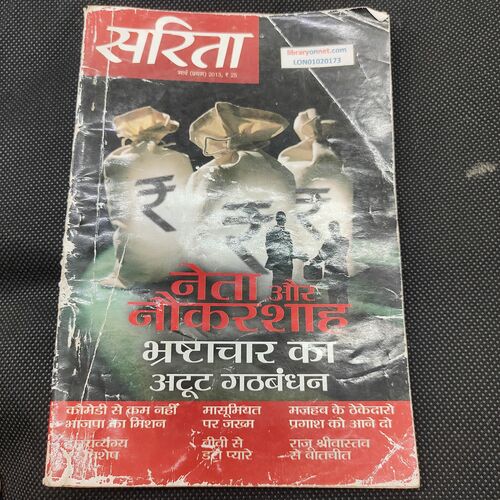 सरिता
मार्च (प्रथम) 2013, ₹ 25
libraryonnet.com
LON01020173
₹
₹
₹
नेता और
नौकरशाह
भ्रष्टाचार का
अटूट गठबंधन
कौमेडी से कम नहीं
भाजपा का मिशन
मासूमियत
पर जख्म
मजहब के ठेकेदारो
प्रगाश को आने दो
बीवी से
डरो प्यारे
राजू श्रीवास्तव
से बातचीत